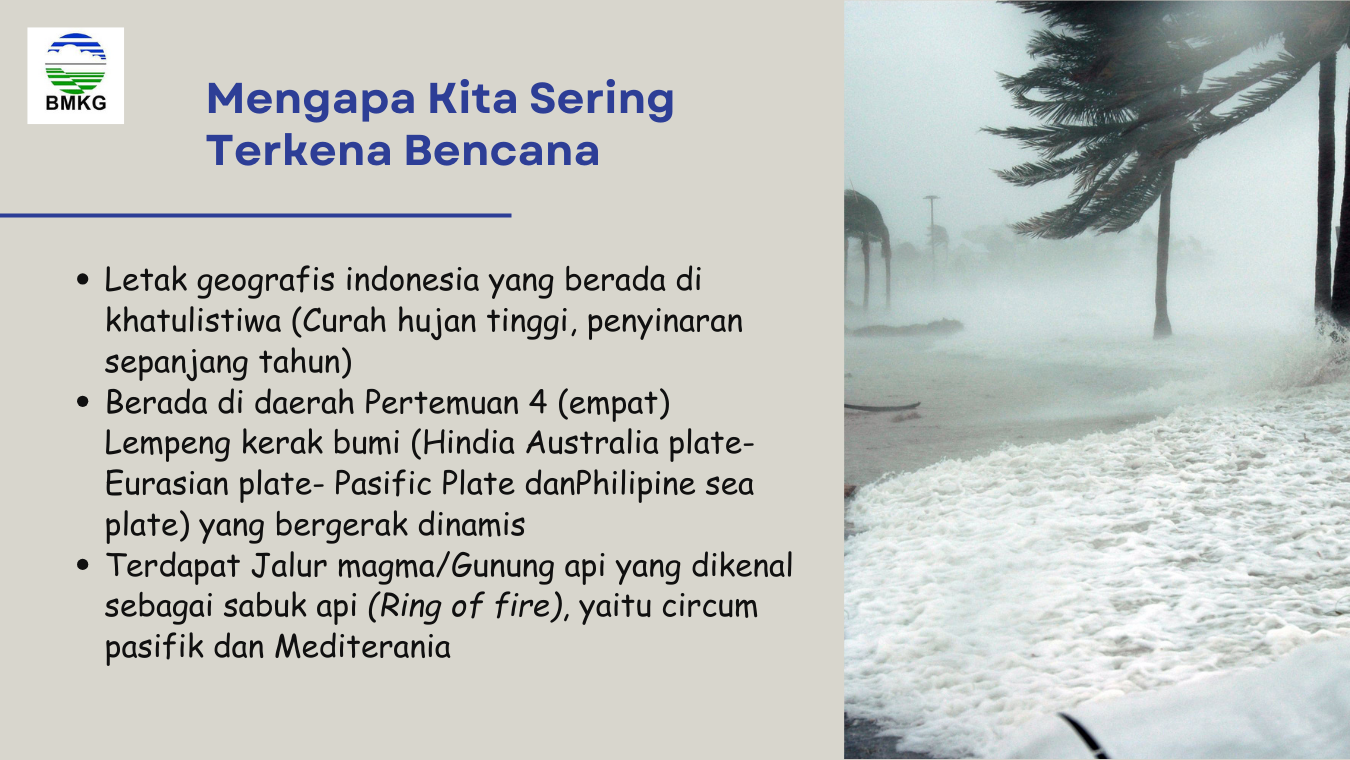 BMKG
Mengapa Kita Sering
Terkena Bencana
• Letak geografis indonesia yang berada di
khatulistiwa (Curah hujan tinggi, penyinaran
sepanjang tahun)
• Berada di daerah Pertemuan 4 (empat)
Lempeng kerak bumi (Hindia Australia plate-
Eurasian plate- Pasific Plate danPhilipine sea
plate) yang bergerak dinamis
• Terdapat Jalur magma/Gunung api yang dikenal
sebagai sabuk api (Ring of fire), yaitu circum
pasifik dan Mediterania